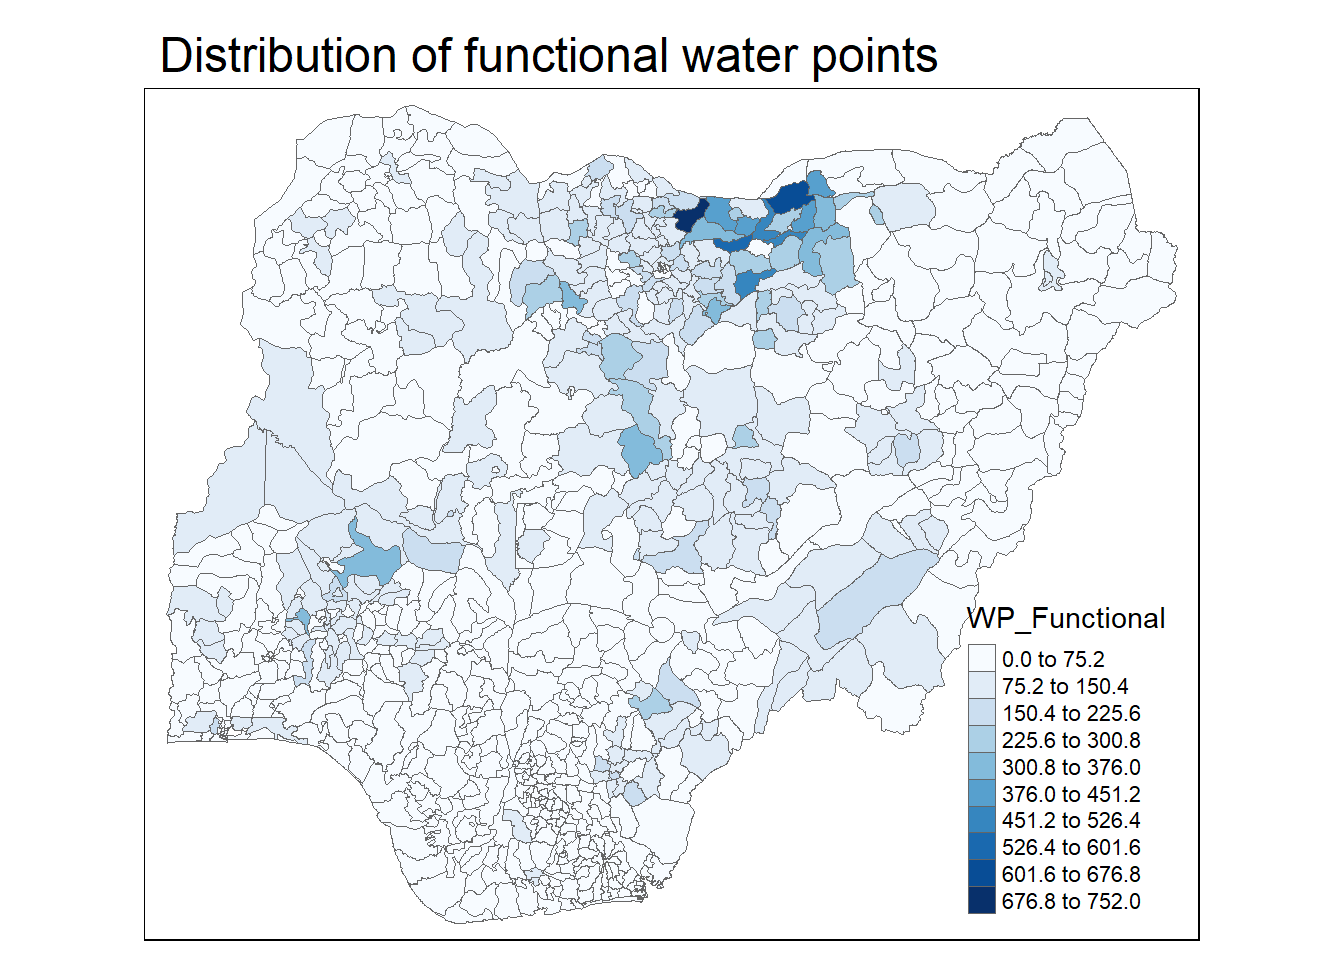 Distribution of functional water points
WP_Functional
0.0 to 75.2
75.2 to 150.4
150.4 to 225.6
225.6 to 300.8
300.8 to 376.0
376.0 to 451.2
451.2 to 526.4
526.4 to 601.6
601.6 to 676.8
676.8 to 752.0